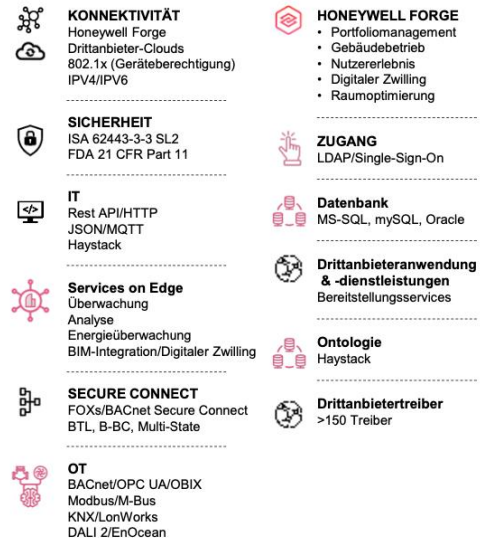 KONNEKTIVITÄT
Honeywell Forge
Drittanbieter-Clouds
802.1x (Geräteberechtigung)
IPV4/IPV6
SICHERHEIT
ISA 62443-3-3 SL2
FDA 21 CFR Part 11
IT
Rest API/HTTP
JSON/MQTT
Haystack
Services on Edge
Überwachung
Analyse
Energieüberwachung
BIM-Integration/Digitaler Zwilling
SECURE CONNECT
FOXs/BACnet Secure Connect
BTL, B-BC, Multi-State
OT
BACnet/OPC UA/OBIX
Modbus/M-Bus
KNX/LonWorks
DALI 2/EnOcean
HONEYWELL FORGE
• Portfoliomanagement
• Gebäudebetrieb
• Nutzererlebnis
• Digitaler Zwilling
• Raumoptimierung
ZUGANG
LDAP/Single-Sign-On
Datenbank
MS-SQL, mySQL, Oracle
Drittanbieteranwendung
& -dienstleistungen
Bereitstellungsservices
Ontologie
Haystack
Drittanbietertreiber
>150 Treiber